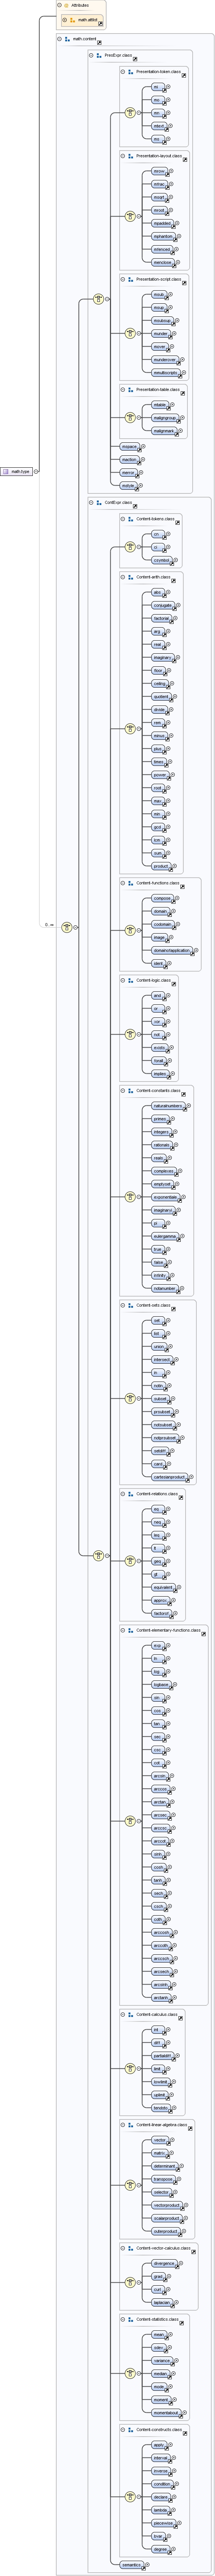 Attributes
math.attlist
math.content
PresExpr.class
Presentation-token.class
mi
mo
mn
mtext
ms
Presentation-layout.class
mrow
mfrac
msqrt
mroot
mpadded
mphantom
mfenced
menclose
Presentation-script.class
msub
msup
msubsup
munder
mover
munderover
mmultiscripts
Presentation-table.class
mtable
maligngroup
malignmark
mspace
maction
merror
mstyle
math.type
ContExpr.class
Content-tokens.class
cn
ci
csymbol
Content-arith.class
abs
conjugate
factorial
arg
real
imaginary
floor
ceiling
quotient
divide
rem
minus
plus
times
power
root
max
min
gcd
lcm
sum
product
Content-functions.class
compose
domain
codomain
image
domainofapplication
ident
0..∞
Content-logic.class
and
or
xor
not
exists
forall
implies
Content-constants.class
naturalnumbers
primes
integers
rationals
reals
complexes
emptyset
exponentiale
imaginaryi
pi
eulergamma
true
false
infinity
notanumber
Content-sets.class
set
list
union
intersect
in
notin
subset
prsubset
notsubset
notprsubset
setdiff
card
cartesianproduct
Content-relations.class
eq
neq
leq
lt
geq
gt
equivalent
approx
factorof
Content-elementary-functions.class
exp
ln
log
logbase
sin
cos
tan
sec
csc
cot
arcsin
arccos
arctan
arcsec
arccsc
arccot
sinh
cosh
tanh
sech
csch
coth
arccosh
arccoth
arccsch
arcsech
arcsinh
arctanh
Content-calculus.class
int
diff
partialdiff
limit
lowlimit
uplimit
tendsto
Content-linear-algebra.class
vector
matrix
determinant
transpose
selector
vectorproduct
scalarproduct
outerproduct
Content-vector-calculus.class
divergence
grad
curl
laplacian
Content-statistics.class
mean
sdev
variance
median
mode
moment
momentabout
Content-constructs.class
apply
interval
inverse
condition
declare
lambda
piecewise
bvar
degree
semantics